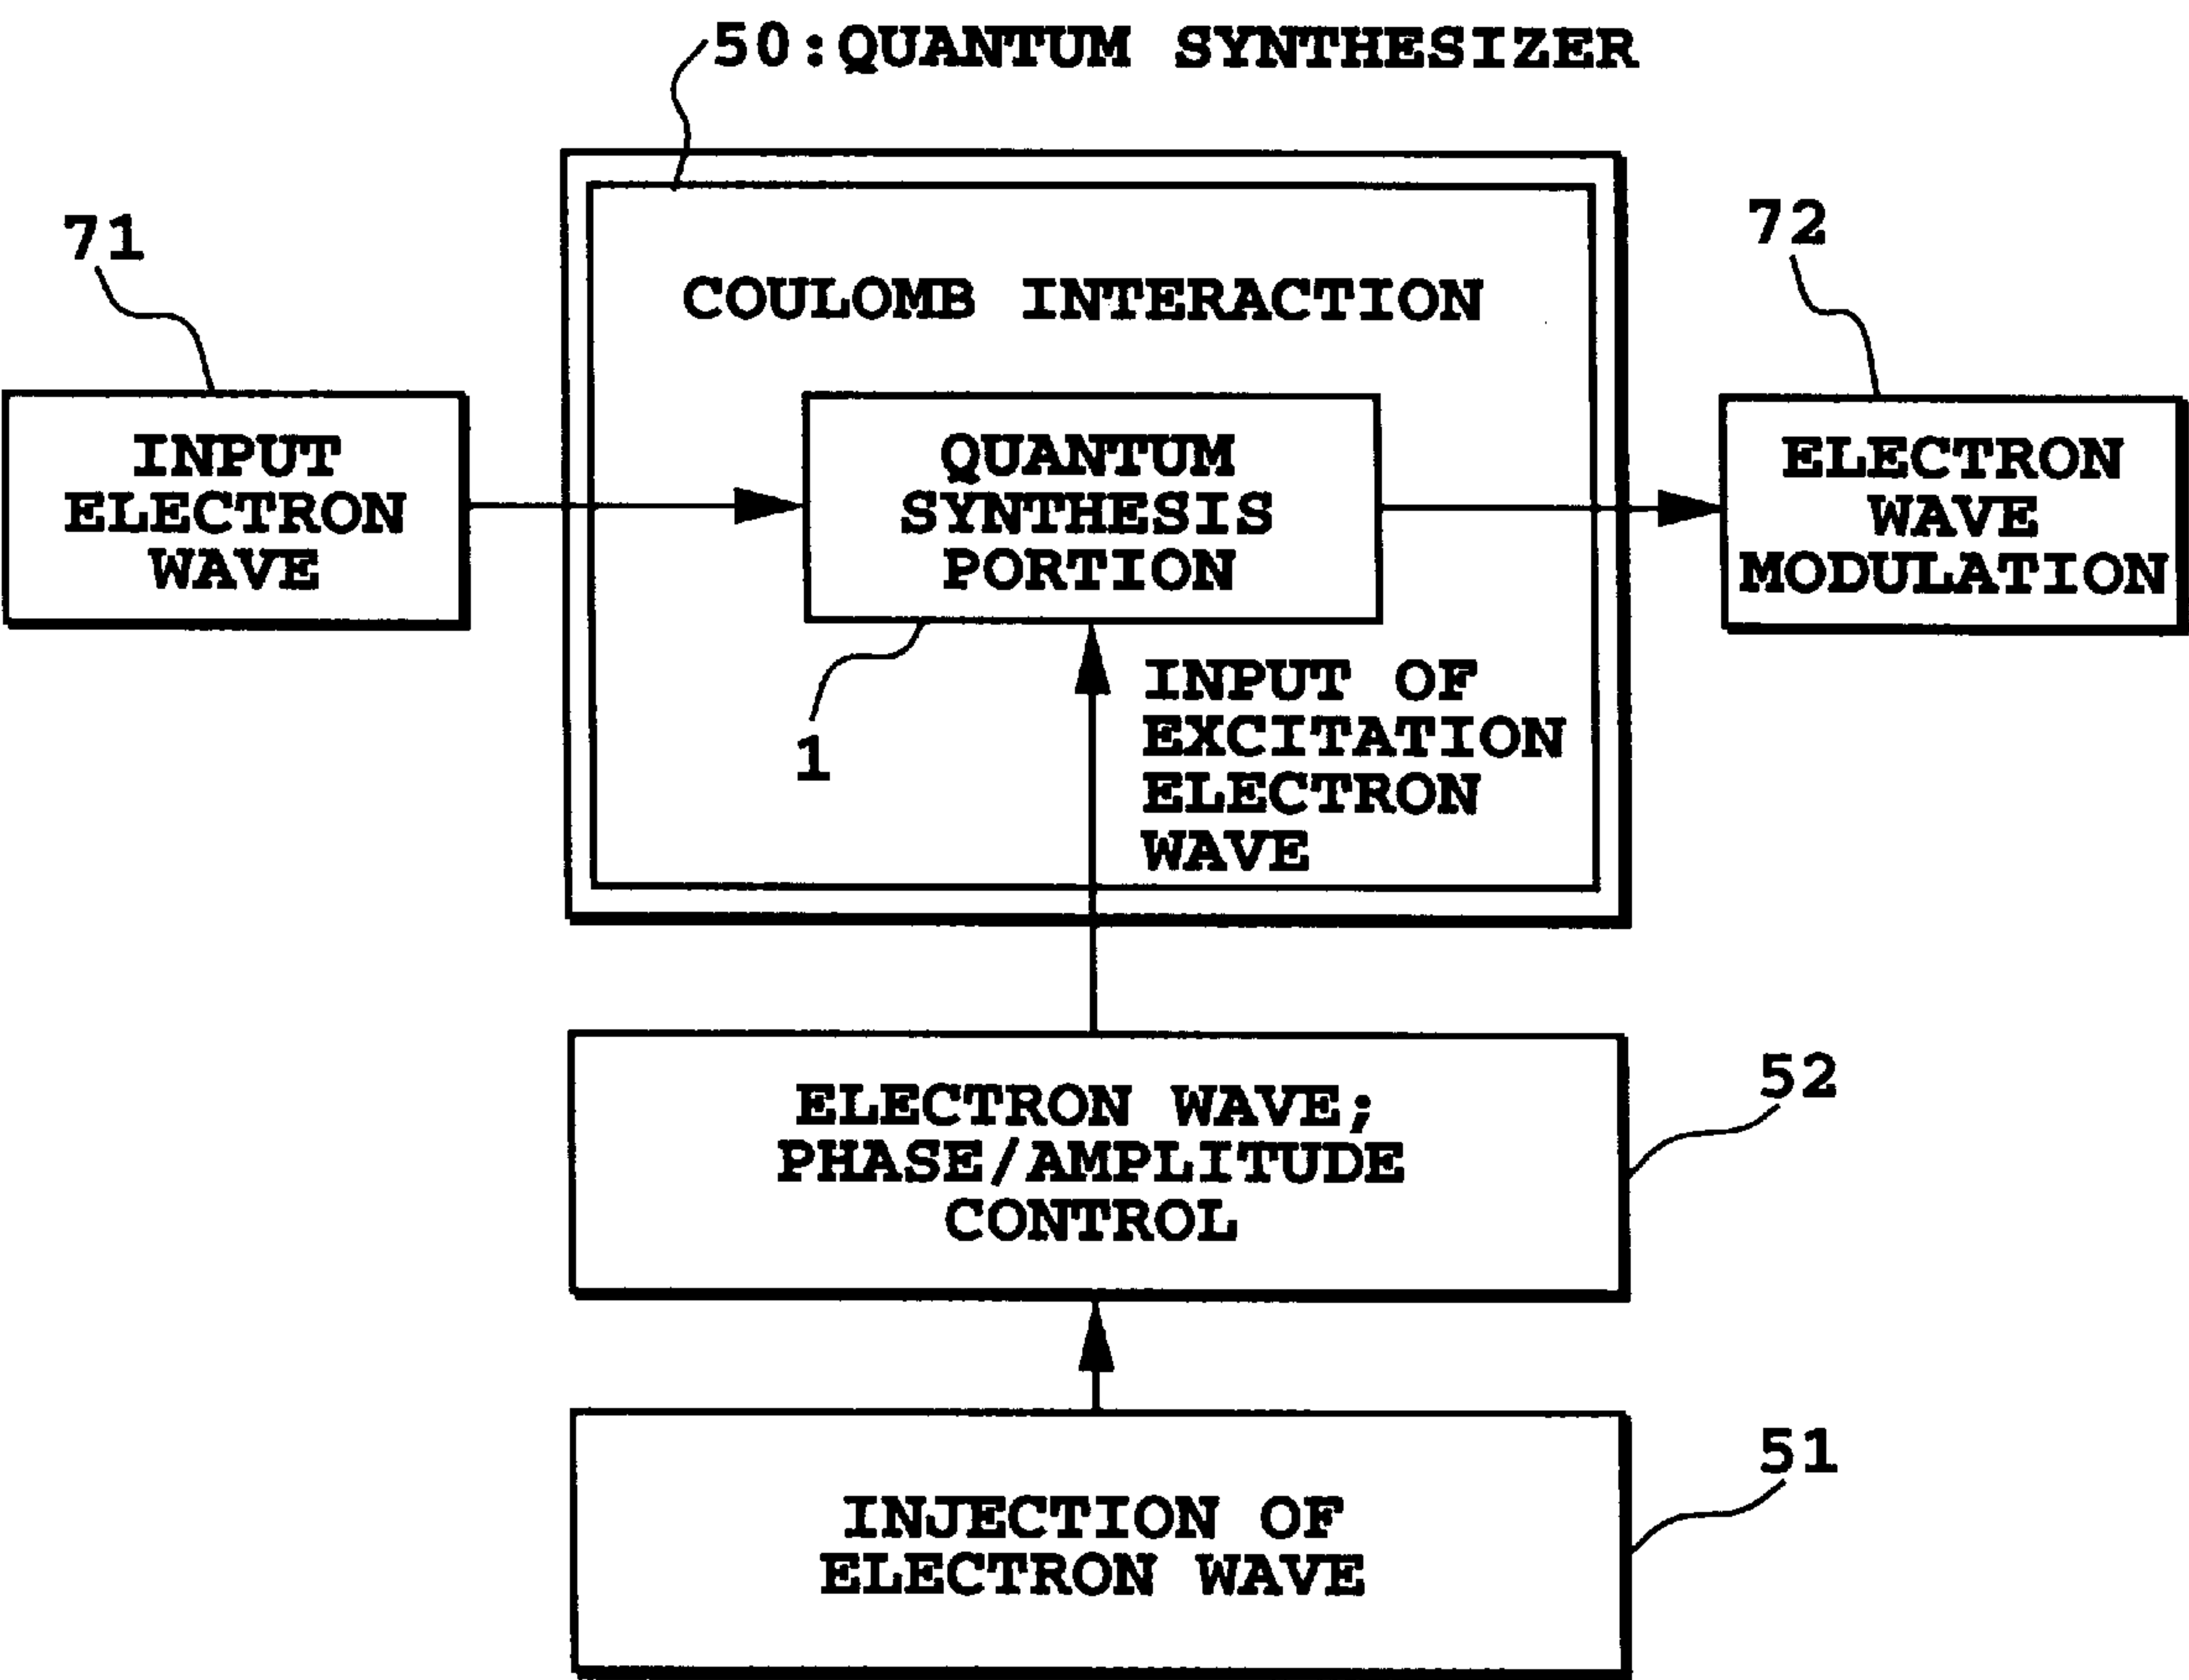 50:QUANTUM SYNTHESIZER
71
72
COULOMB INTERACTION
INPUT
ELECTRON
WAVE
QUANTUM
SYNTHESIS
PORTION
ELECTRON
WAVE
MODULATION
1
INPUT OF
EXCITATION
ELECTRON
WAVE
52
ELECTRON WAVE;
PHASE/AMPLITUDE
CONTROL
51
INJECTION OF
ELECTRON WAVE